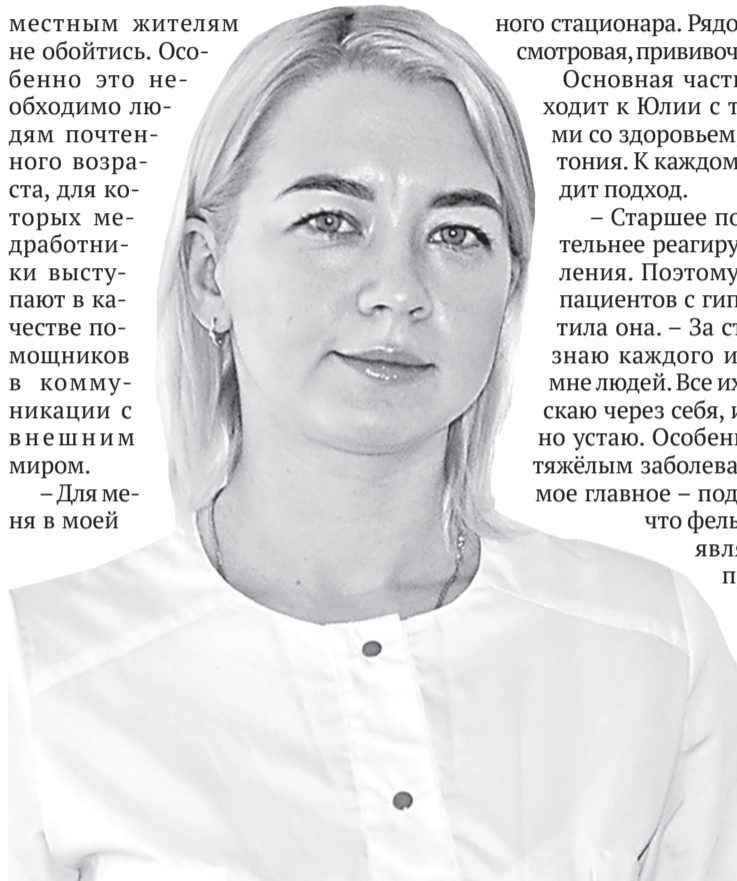 местным жителям
не обойтись. Осо-
бенно это не-
обходимо лю-
дям почтен-
ного возра-
ста, для ко-
торых ме-
дработни-
ки высту-
пают в ка-
честве по-
мощников
в комму-
никации с
внешним
миром.
– Для ме-
ня в моей
ного стационара. Рядо
смотровая, прививоч
Основная част
ходит к Юлии с т
ми со здоровьем
тония. К каждом
дит подход.
– Старшее по
тельнее реагиру
ления. Поэтому
пациентов с гип
тила она. – За ст
знаю каждого и
мне людей. Все их
скаю через себя, и
но устаю. Особен
тяжёлым заболева
мое главное – под
что фель
явля
п